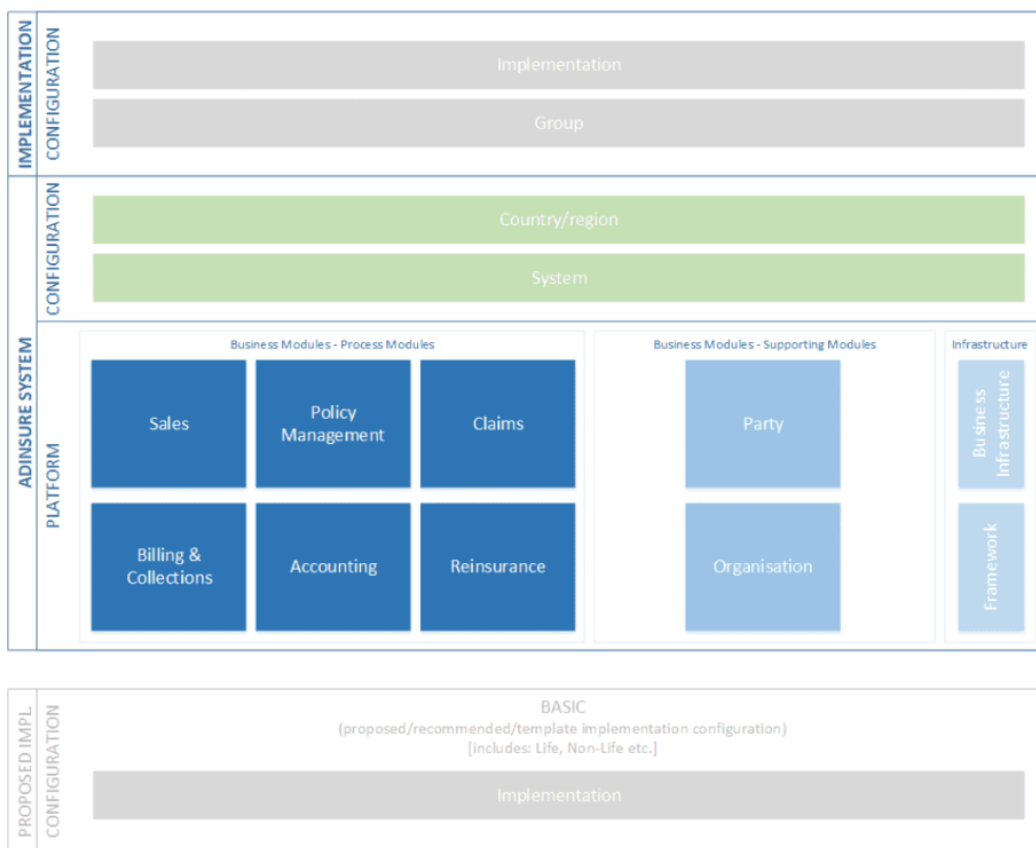 IMPLEMENTATION
CONFIGURATION
Implementation
Group
ADINSURE SYSTEM
CONFIGURATION
Country/region
System
PLATFORM
Business Modules - Process Modules
Sales
Policy
Management
Claims
Billing &
Collections
Accounting
Reinsurance
Business Modules - Supporting Modules
Party
Organisation
Infrastructure
Business
Infrastructure
Framework
PROPOSED IMPL.
CONFIGURATION
BASIC
(proposed/recommended/template implementation configuration)
[includes: Life, Non-Life etc.]
Implementation